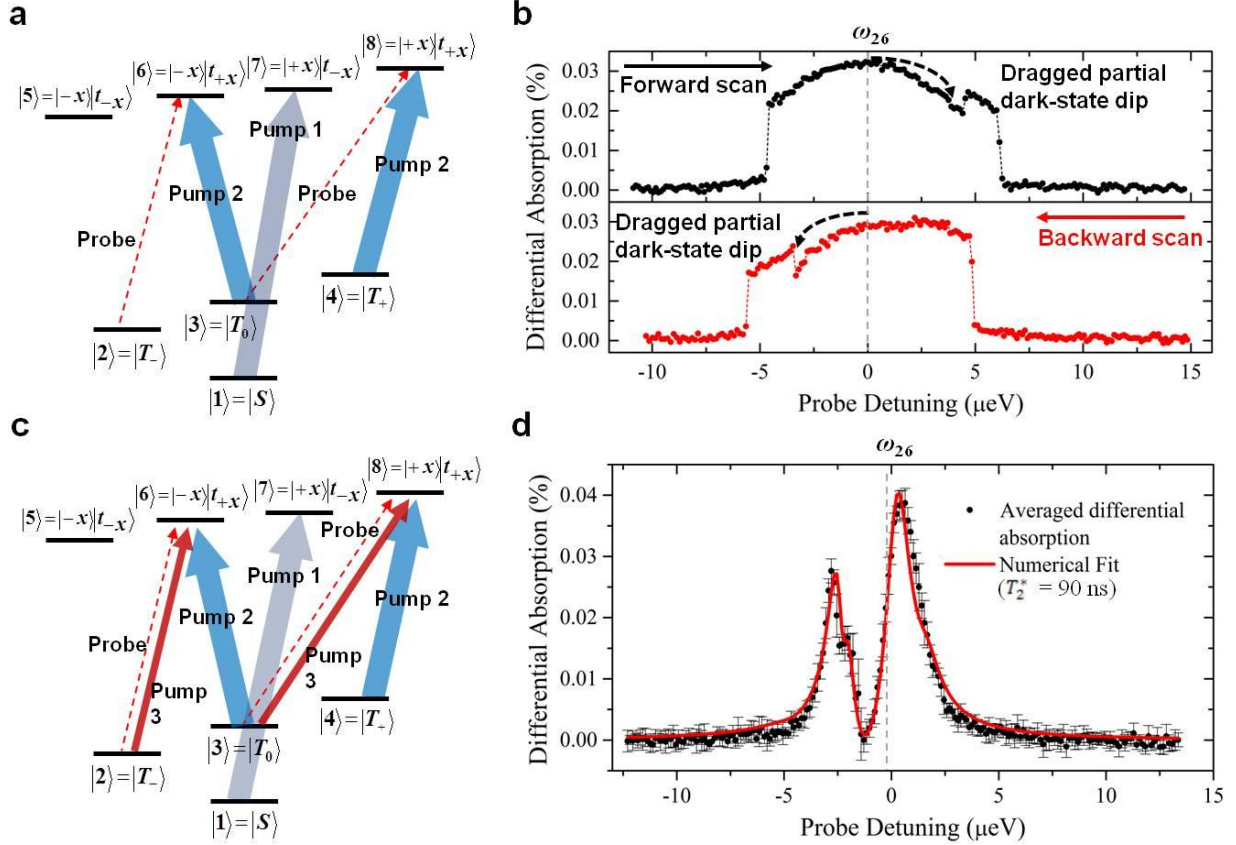 a
|5⟩=|−x⟩|t₋ₓ⟩
|6⟩=|−x⟩|t₊ₓ⟩
|7⟩=|+x⟩|t₋ₓ⟩
|8⟩=|+x⟩|t₊ₓ⟩
Pump 1
Pump 2
Probe
Pump 2
Probe
|4⟩=|T₊⟩
|3⟩=|T₀⟩
|2⟩=|T₋⟩
|1⟩=|S⟩
b
ω₂₆
Differential Absorption (%)
0.03
0.02
0.01
0.00
Forward scan
Dragged partial
dark-state dip
0.03
0.02
0.01
0.00
Dragged partial
dark-state dip
Backward scan
-10 -5 0 5 10 15
Probe Detuning (μeV)
c
|5⟩=|−x⟩|t₋ₓ⟩
|6⟩=|−x⟩|t₊ₓ⟩
|7⟩=|+x⟩|t₋ₓ⟩
|8⟩=|+x⟩|t₊ₓ⟩
Probe
Pump 1
Pump 2
Pump 2
Probe
Pump
3
Pump
3
|4⟩=|T₊⟩
|3⟩=|T₀⟩
|2⟩=|T₋⟩
|1⟩=|S⟩
d
ω₂₆
Differential Absorption (%)
0.04
0.03
0.02
0.01
0.00
Averaged differential
absorption
Numerical Fit
(T₂* = 90 ns)
-10 -5 0 5 10 15
Probe Detuning (μeV)